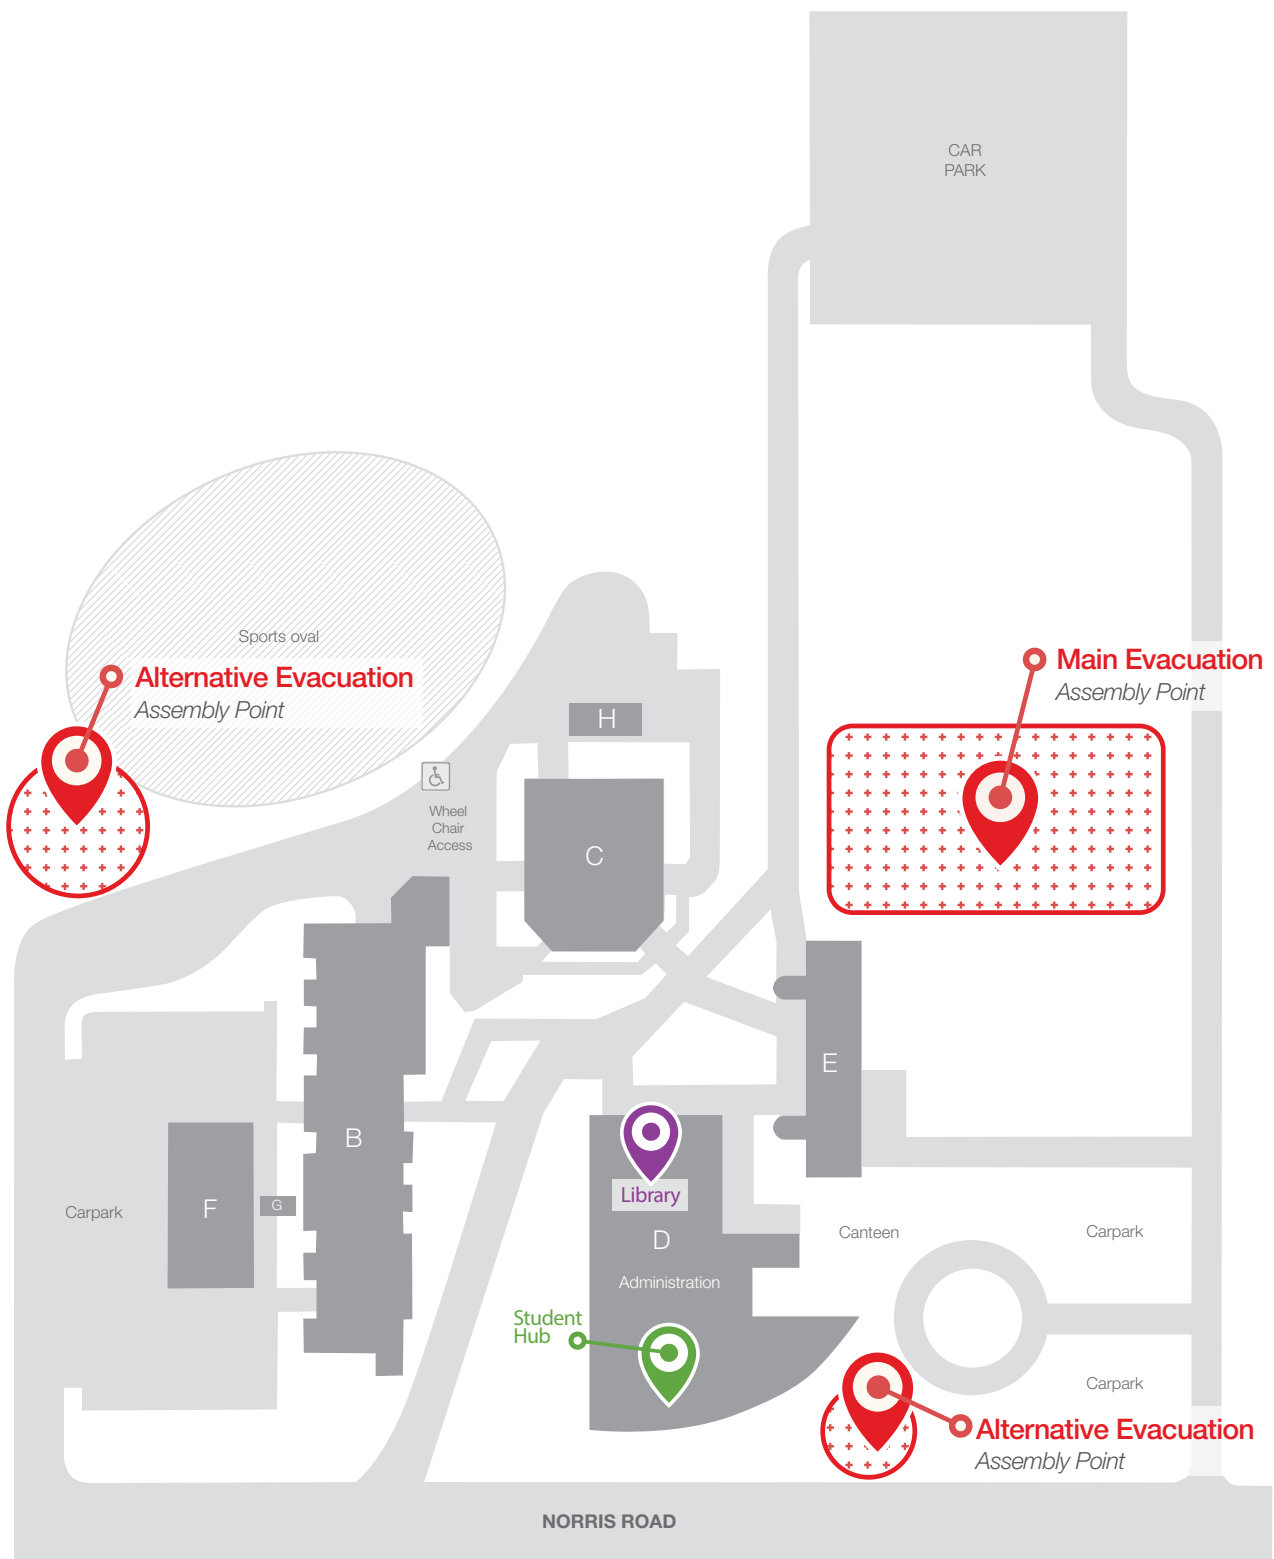 CAR
PARK
Sports oval
Alternative Evacuation
Assembly Point
Main Evacuation
Assembly Point
H
Wheel
Chair
Access
C
E
B
Library
F
G
Carpark
D
Canteen
Carpark
Administration
Student
Hub
Carpark
Alternative Evacuation
Assembly Point
NORRIS ROAD